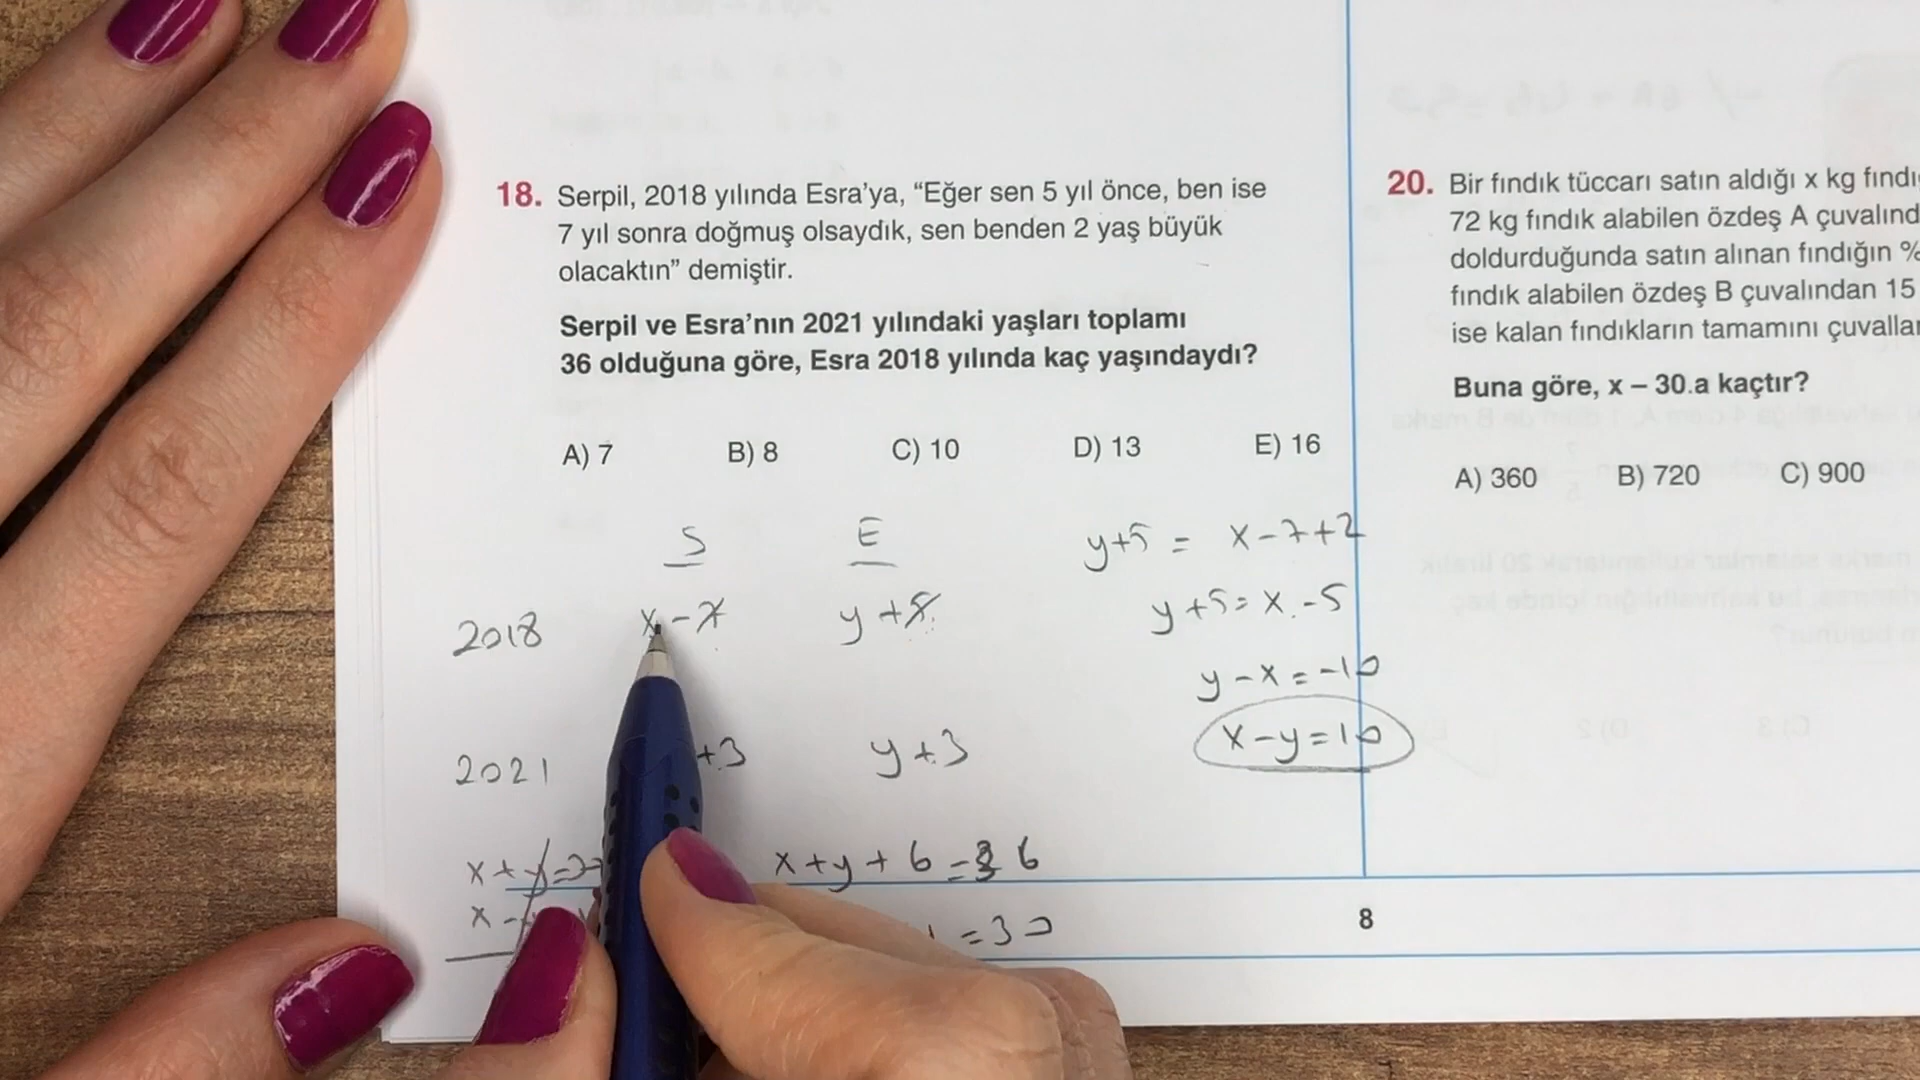 18. Serpil, 2018 yılında Esra’ya, “Eğer sen 5 yıl önce, ben ise
7 yıl sonra doğmuş olsaydık, sen benden 2 yaş büyük
olacaktın” demiştir.
Serpil ve Esra’nın 2021 yılındaki yaşları toplamı
36 olduğuna göre, Esra 2018 yılında kaç yaşındaydı?
A) 7 B) 8 C) 10 D) 13 E) 16
S E
2018 x-7 y+5
2021 +3 y+3
x+y=
x-
x+y+6=36
=30
y+5 = x-7+2
y+5=x-5
y-x=-10
x-y=10
8
20. Bir fındık tüccarı satın aldığı x kg
72 kg fındık alabilen özdeş A
doldurduğunda satın alınan fındığın %
fındık alabilen özdeş B çuvalından 15
ise kalan fındıkların tamamını
Buna göre, x – 30.a kaçtır?
A) 360 B) 720 C) 900